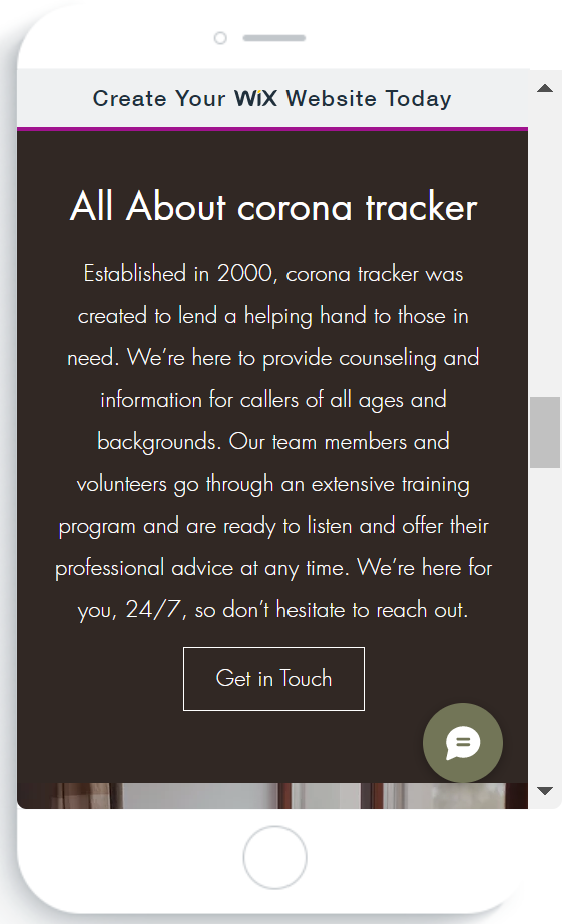 Create Your WiX Website Today
All About corona tracker
Established in 2000, corona tracker was
created to lend a helping hand to those in
need. We’re here to provide counseling and
information for callers of all ages and
backgrounds. Our team members and
volunteers go through an extensive training
program and are ready to listen and offer their
professional advice at any time. We’re here for
you, 24/7, so don’t hesitate to reach out.
Get in Touch